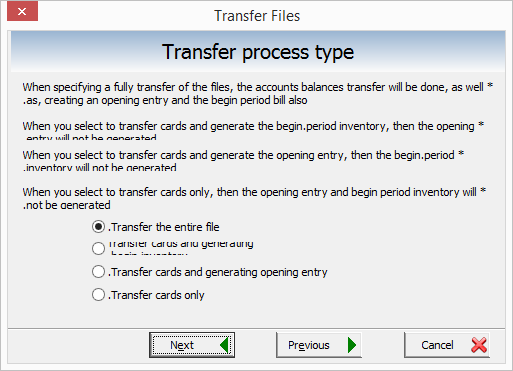 Transfer Files
Transfer process type
When specifying a fully transfer of the files, the accounts balances transfer will be done, as well *
.as, creating an opening entry and the begin period bill also
When you select to transfer cards and generate the begin.period inventory, then the opening *
.entry will not be generated
When you select to transfer cards and generate the opening entry, then the begin.period *
.inventory will not be generated
When you select to transfer cards only, then the opening entry and begin period inventory will *
.not be generated
.Transfer the entire file
Transfer cards and generating
begin inventory
.Transfer cards and generating opening entry
.Transfer cards only
Next
Previous
Cancel